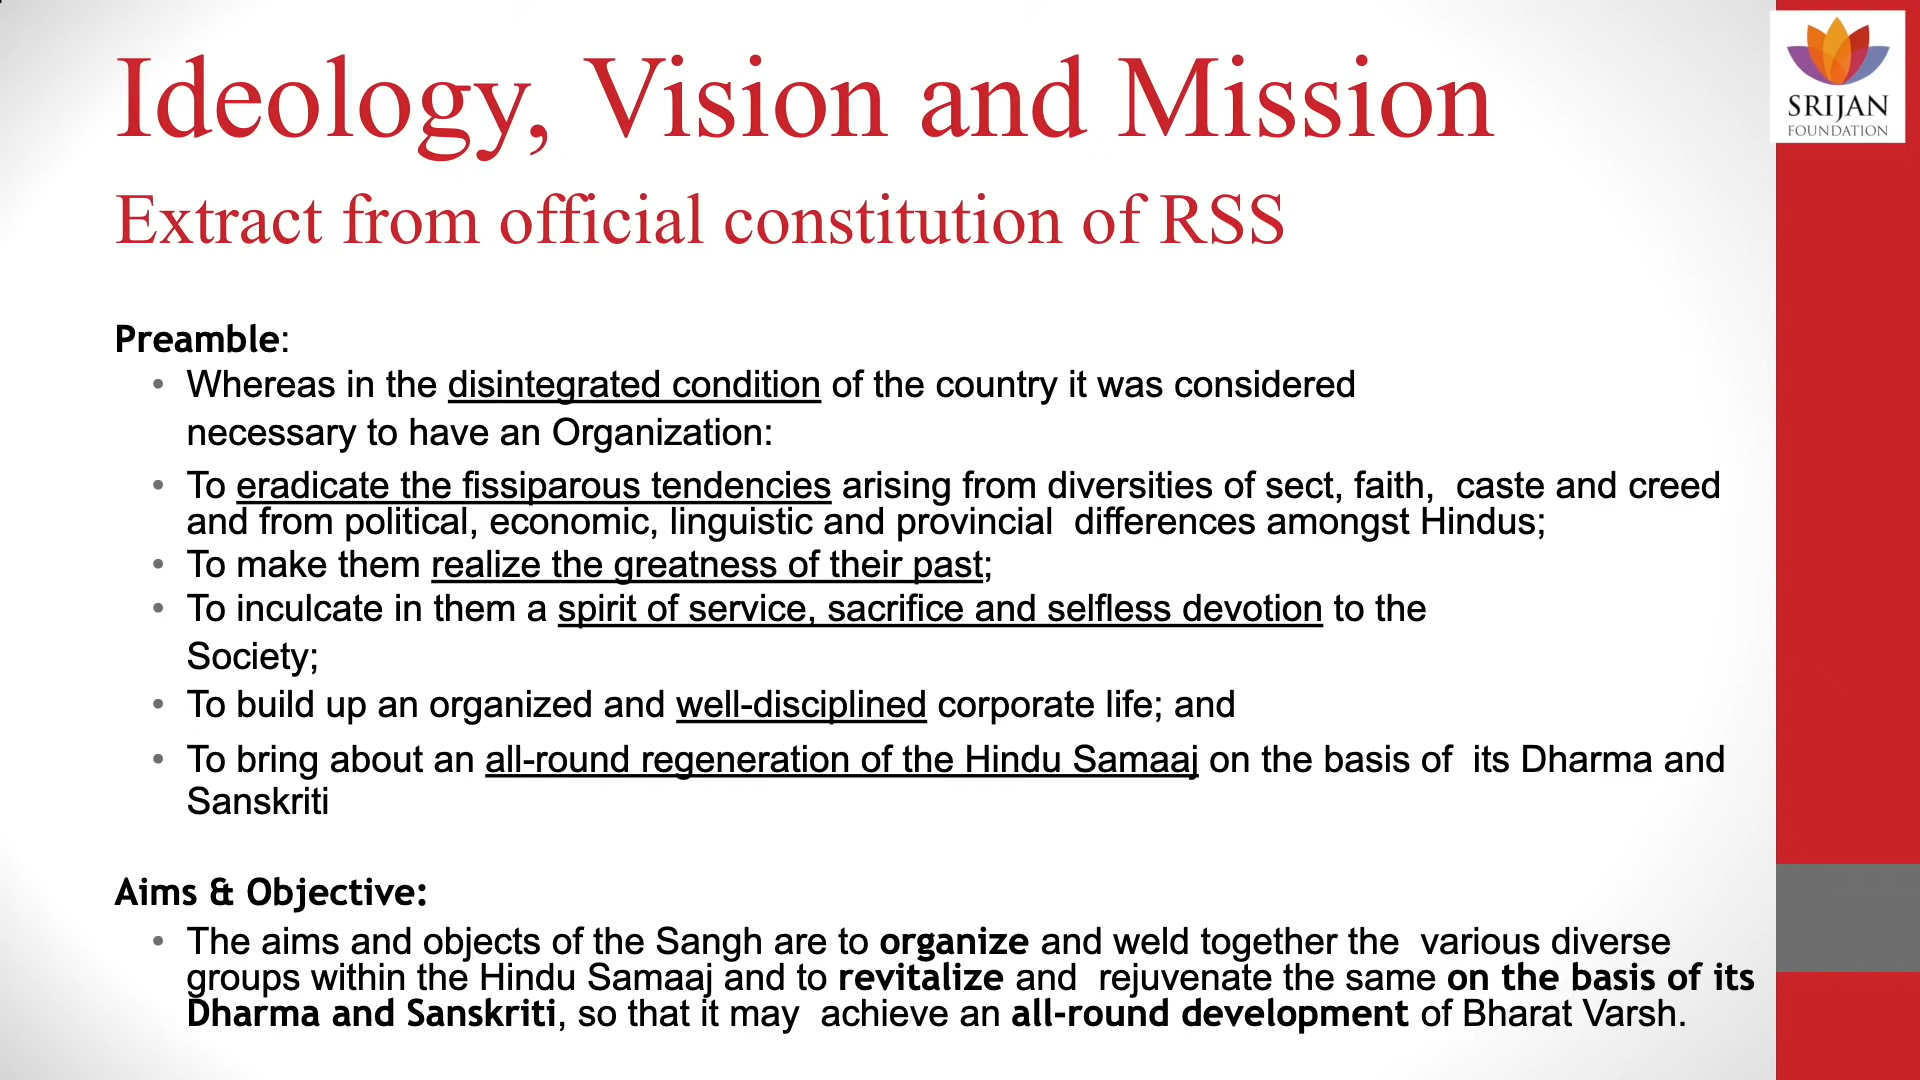 Ideology, Vision and Mission
SRIJAN
FOUNDATION
Extract from official constitution of RSS
Preamble:
• Whereas in the disintegrated condition of the country it was considered
necessary to have an Organization:
• To eradicate the fissiparous tendencies arising from diversities of sect, faith, caste and creed
and from political, economic, linguistic and provincial differences amongst Hindus;
• To make them realize the greatness of their past;
• To inculcate in them a spirit of service, sacrifice and selfless devotion to the
Society;
• To build up an organized and well-disciplined corporate life; and
• To bring about an all-round regeneration of the Hindu Samaaj on the basis of its Dharma and
Sanskriti
Aims & Objective:
• The aims and objects of the Sangh are to organize and weld together the various diverse
groups within the Hindu Samaaj and to revitalize and rejuvenate the same on the basis of its
Dharma and Sanskriti, so that it may achieve an all-round development of Bharat Varsh.